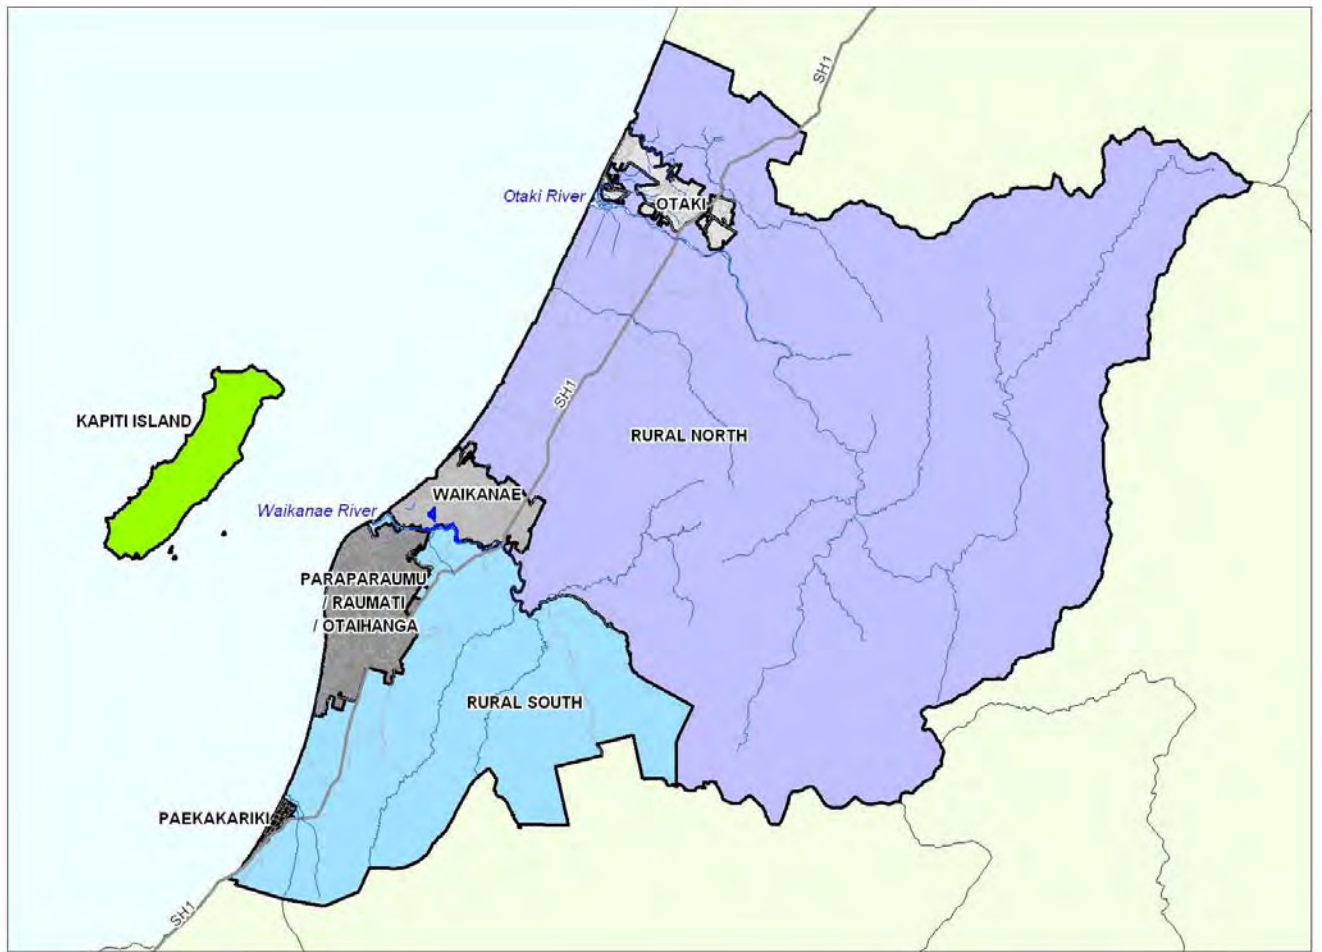 SH1
Otaki River
OTAKI
SH1
KAPITI ISLAND
RURAL NORTH
WAIKANAE
Waikanae River
PARAPARAUMU
/ RAUMATI
/ OTAIHANGA
RURAL SOUTH
PAEKAKARIKI
SH1